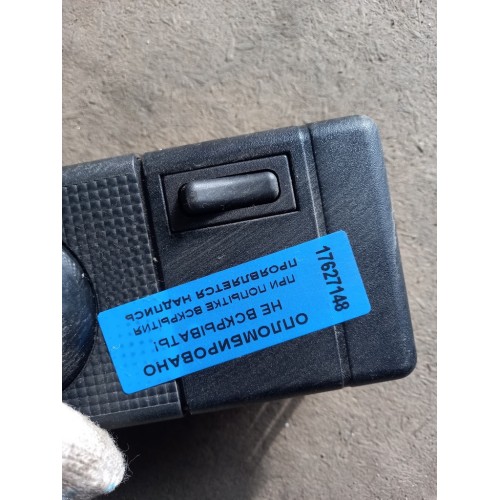 ОПЛОМБИРОВАНО
НЕ ВСКРЫВАТЬ!
ПРИ ПОПЫТКЕ ВСКРЫТИЯ
ПРОЯВЛЯЕТСЯ НАДПИСЬ
17627148